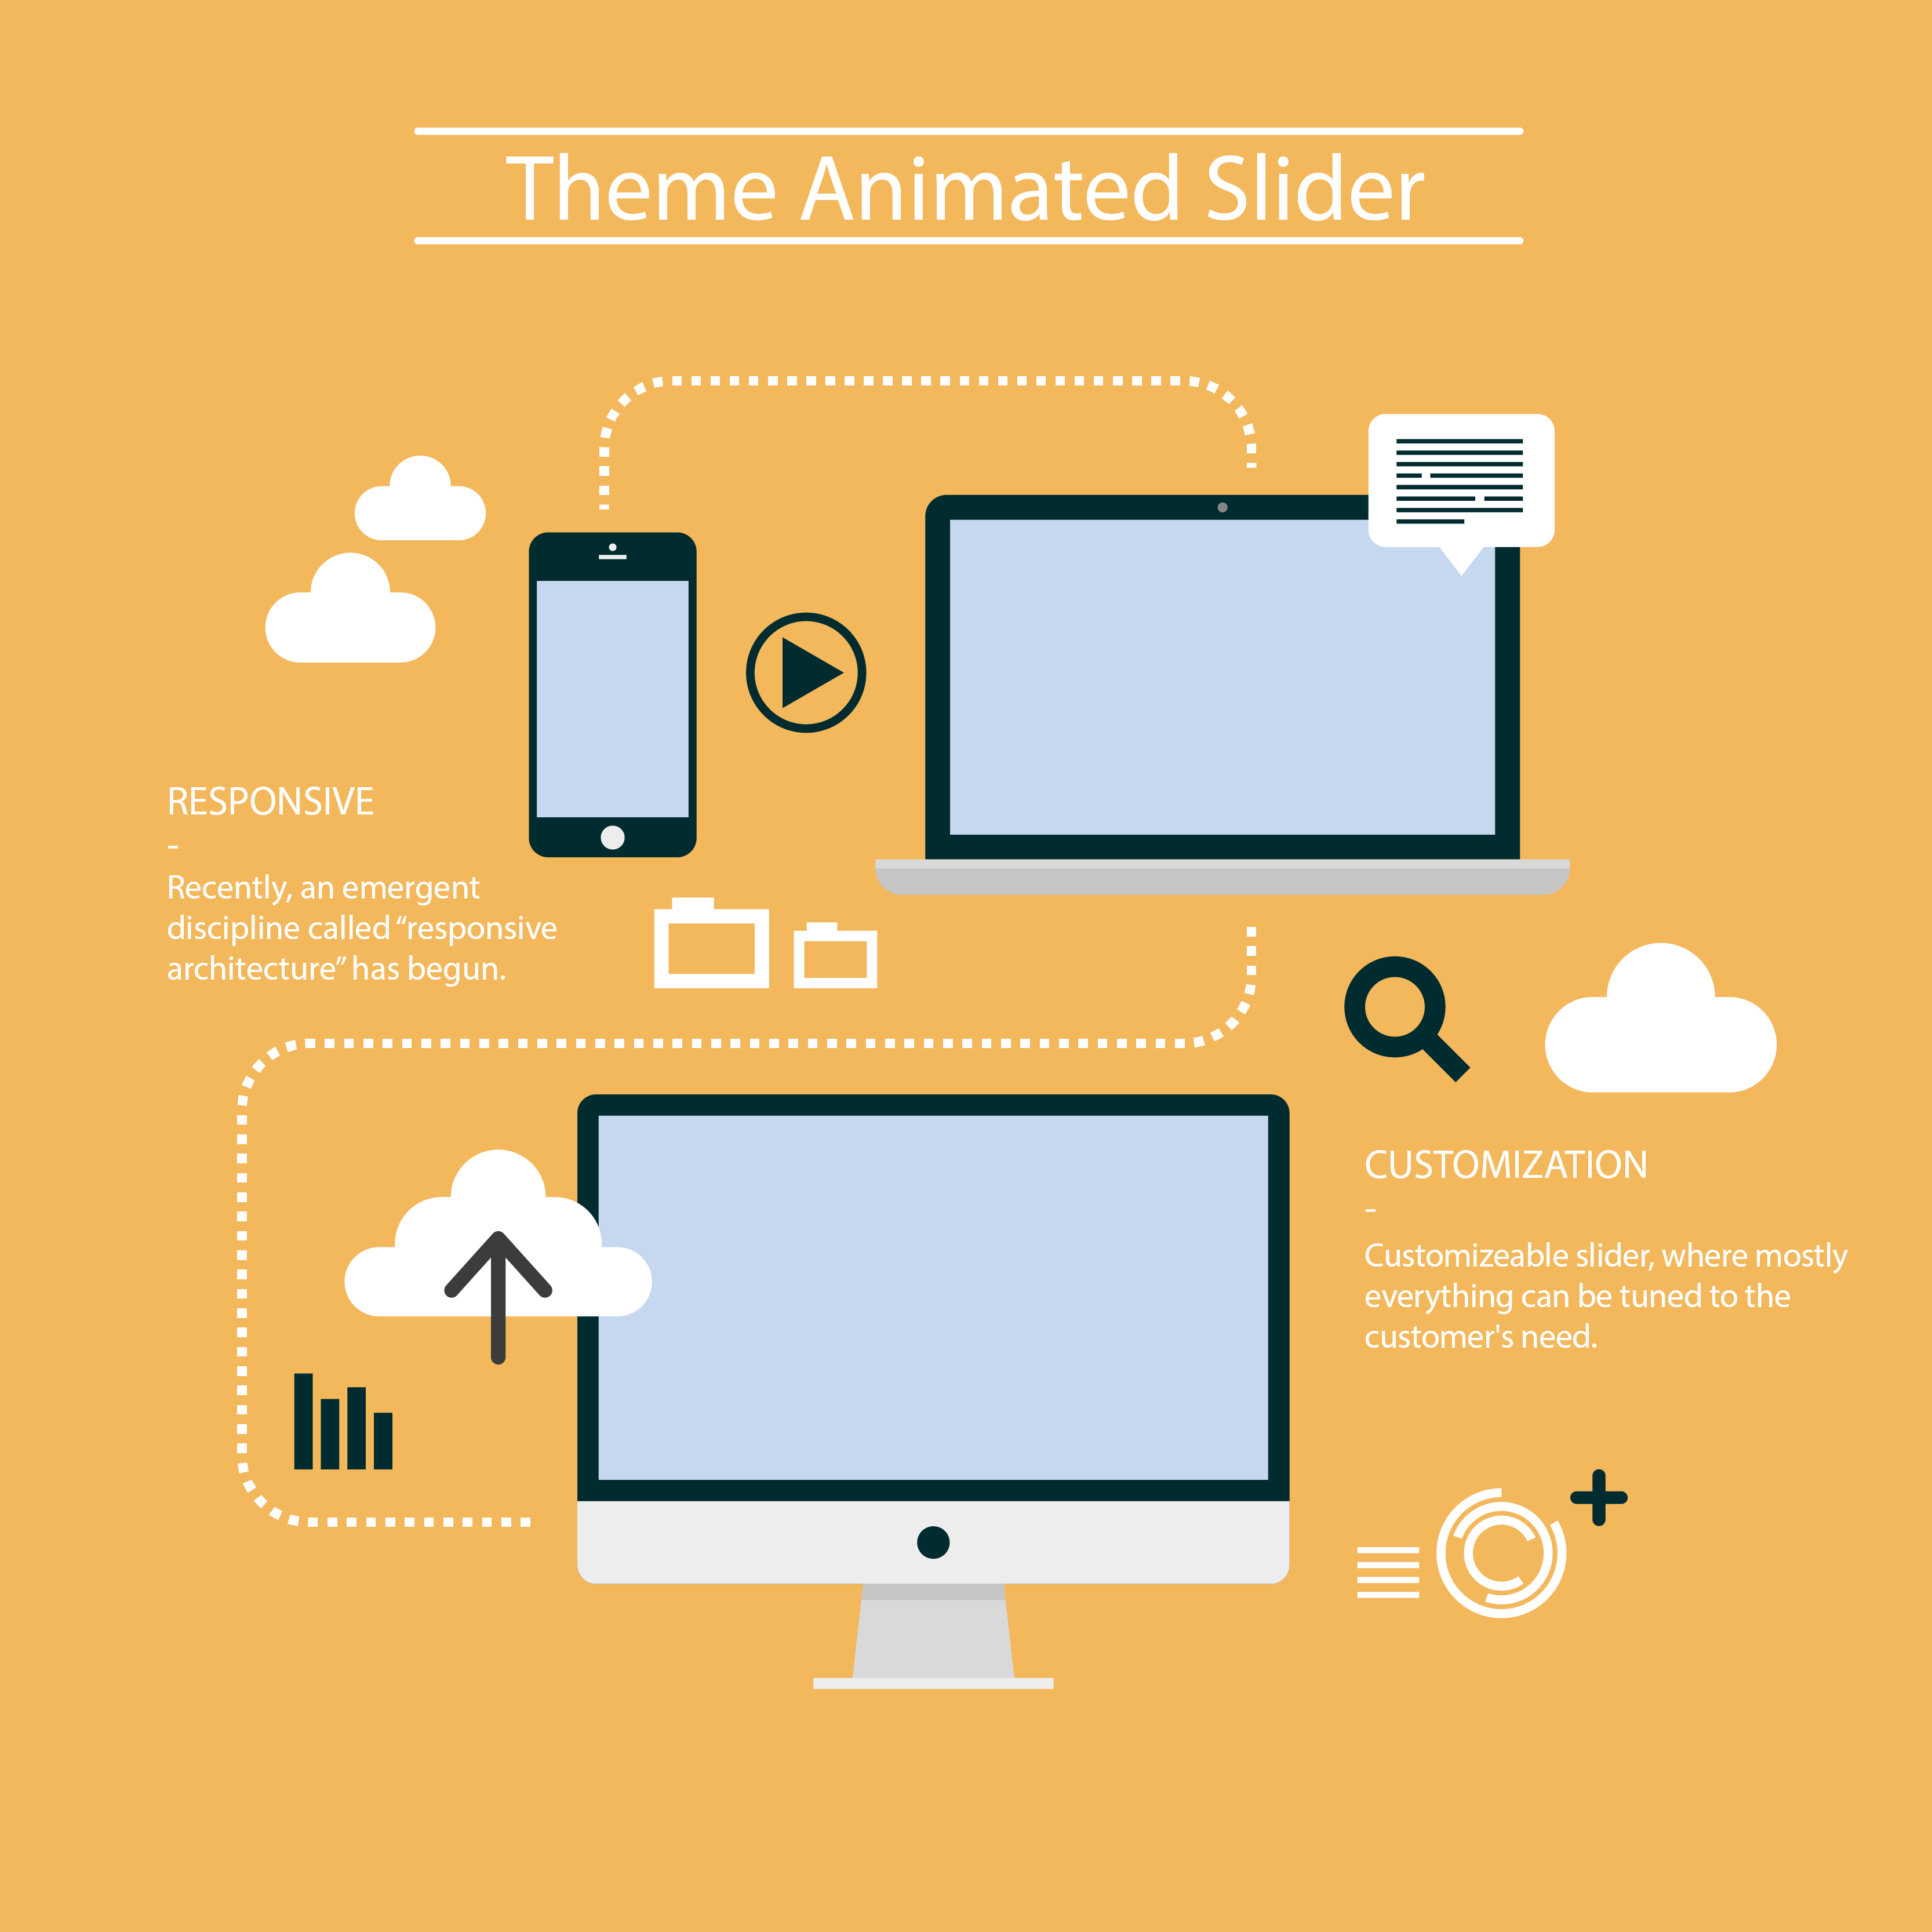 Theme Animated Slider
RESPONSIVE
-
Recently, an emergent
discipline called “responsive
architecture” has begun.
CUSTOMIZATION
-
Customizeable slider, where mostly
everything can be tuned to the
customer's need.